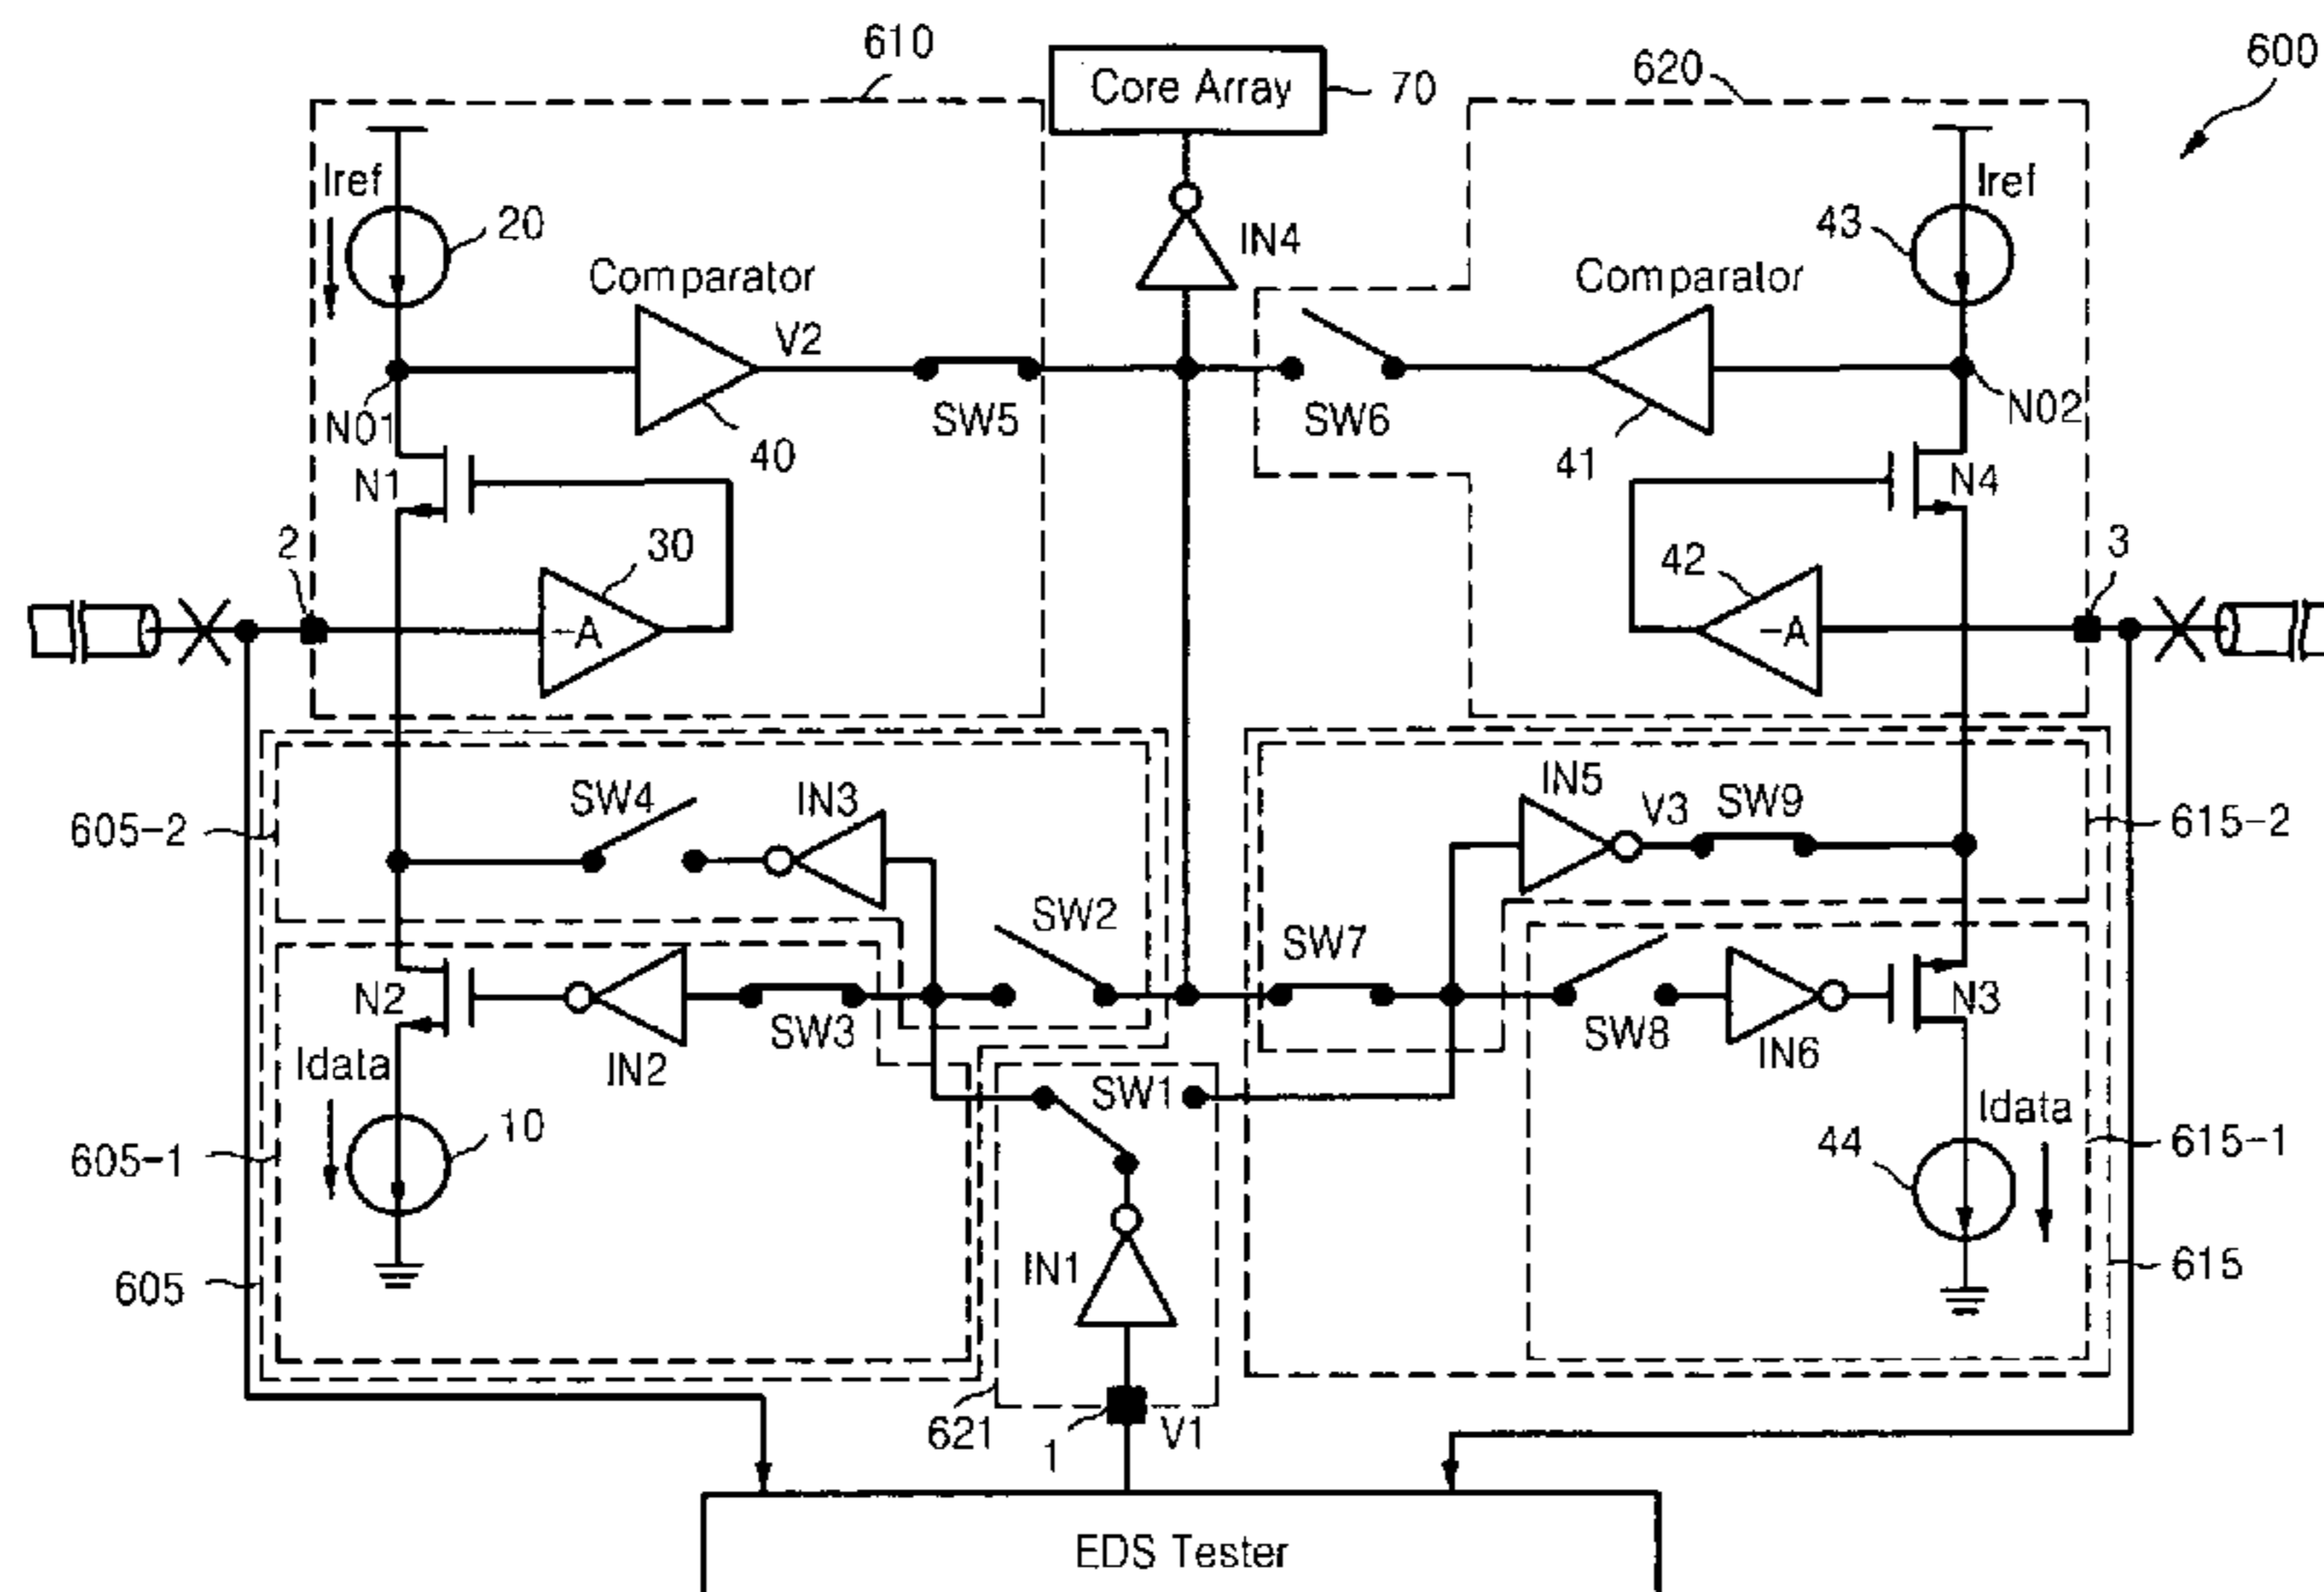 610
Core Array
70
620
600
Iref
20
IN4
43
Iref
Comparator
V2
Comparator
N01
SW5
SW6
N02
N1
40
41
N4
2
30
42
3
-A
-A
605-2
SW4
IN3
IN5
V3
SW9
615-2
SW2
SW7
N2
SW3
SW8
N3
Idata
IN2
IN6
SW1
Idata
605-1
10
44
615-1
605
IN1
615
621
1
V1
EDS Tester